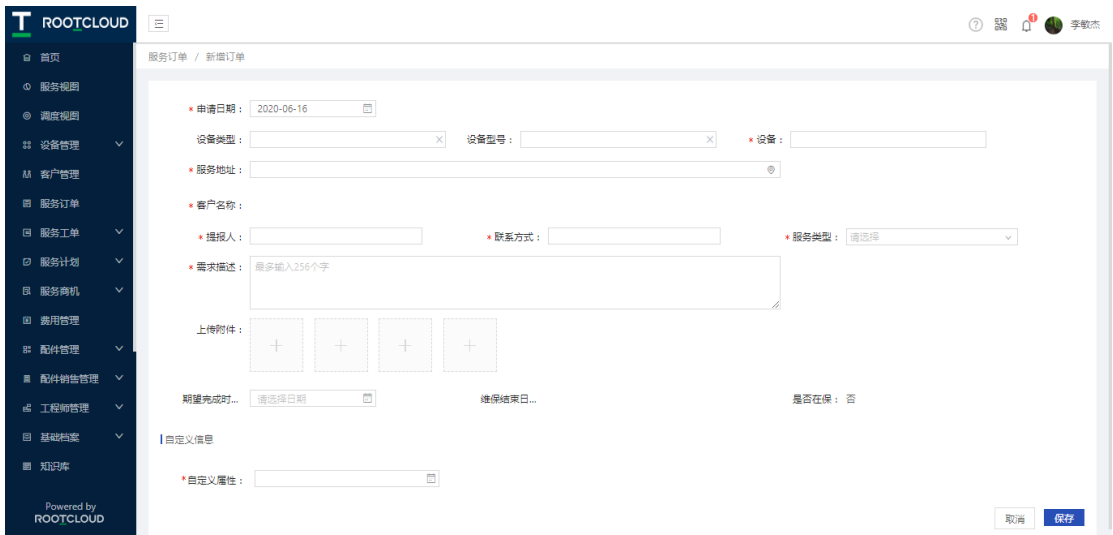 ROOTCLOUD
1
李敏杰
首页
服务视图
调度视图
设备管理
客户管理
服务订单
服务工单
服务计划
服务商机
费用管理
配件管理
配件销售管理
工程师管理
基础档案
知识库
Powered by
ROOTCLOUD
服务订单 / 新增订单
* 申请日期： 2020-06-16
设备类型： 设备型号： * 设备：
* 服务地址：
* 客户名称：
* 提报人： * 联系方式： * 服务类型： 请选择
* 需求描述： 最多输入256个字
上传附件：
期望完成时... 请选择日期 维保结束日... 是否在保： 否
自定义信息
*自定义属性：
取消 保存